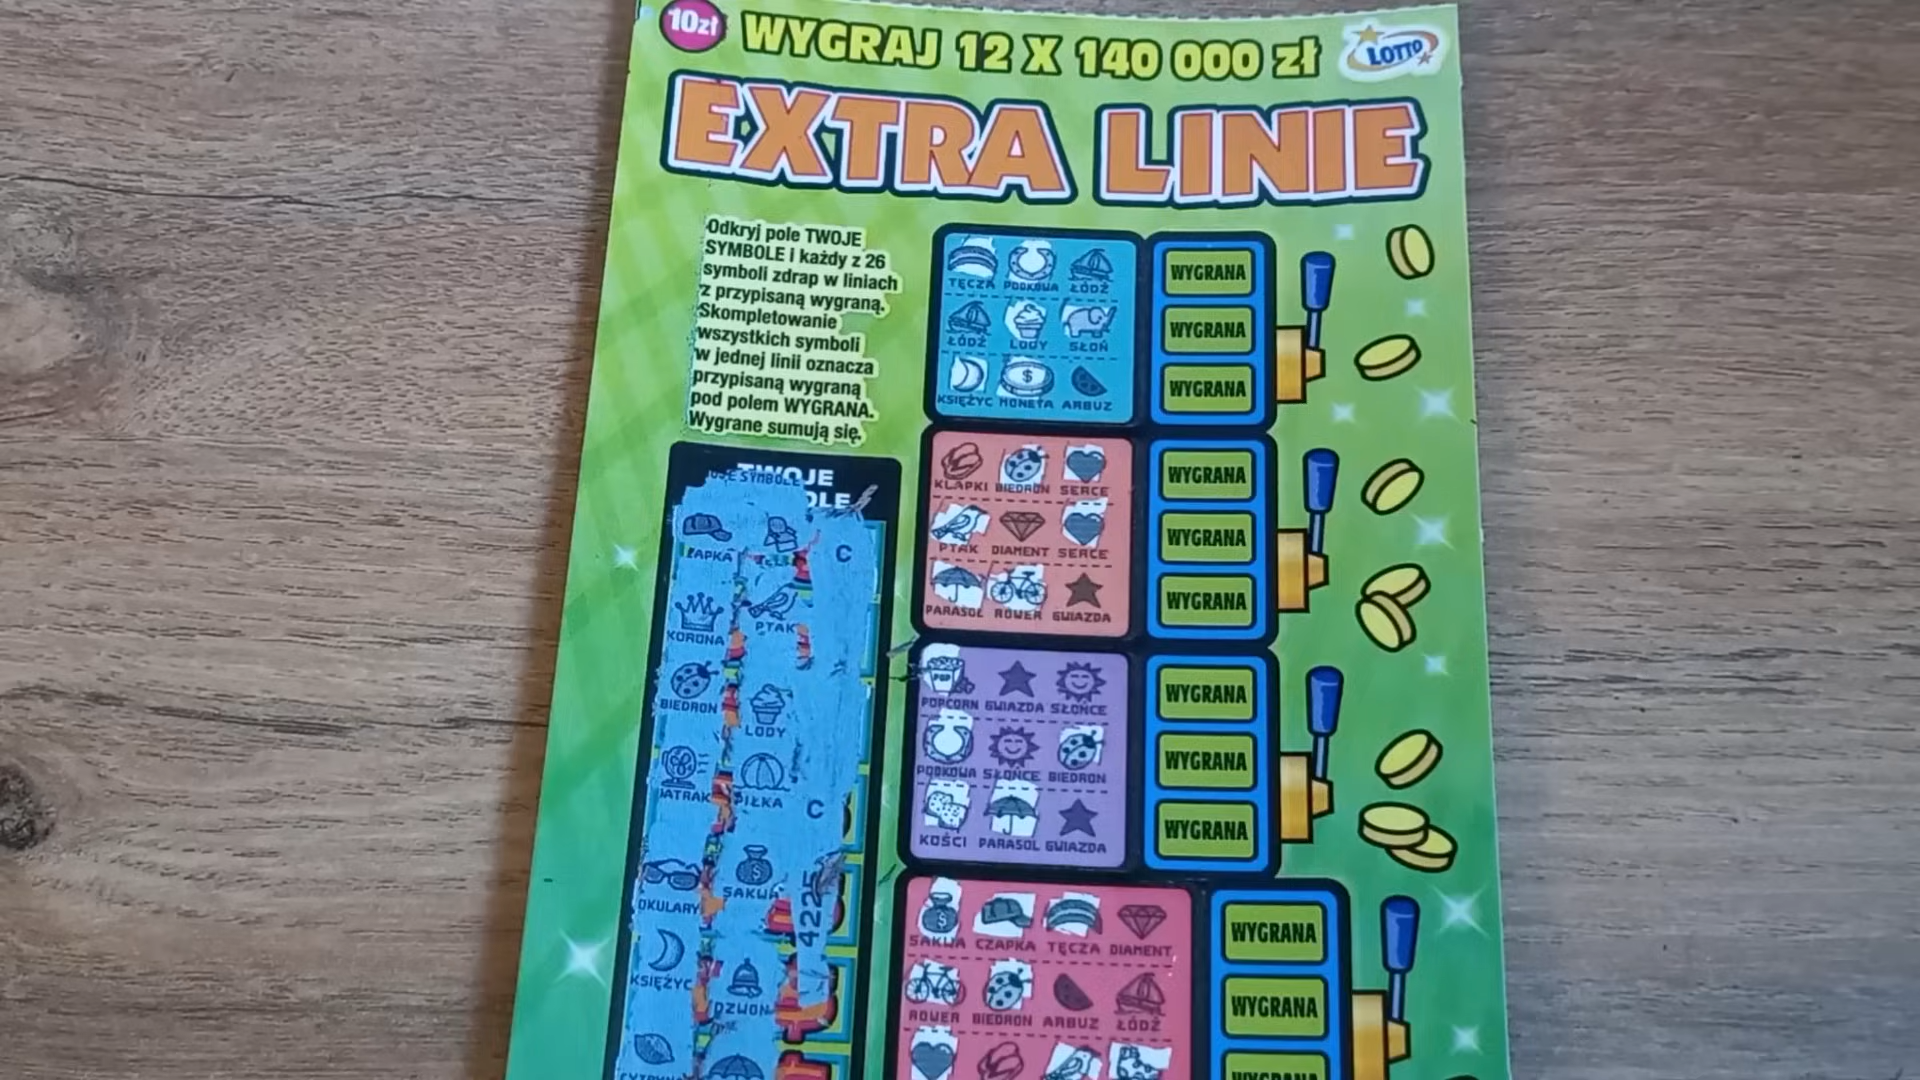 10zł
WYGRAJ 12 X 140 000 zł
LOTTO
EXTRA LINIE
Odkryj pole TWOJE
SYMBOLE i każdy z 26
symboli zdrap w liniach
z przypisaną wygraną.
Skompletowanie
wszystkich symboli
w jednej linii oznacza
przypisaną wygraną
pod polem WYGRANA.
Wygrane sumują się.
TWOJE
KORONA PTAK
BIEDRON LODY
OKULARY SAKWA
KSIĘŻYC DZWON
C
C
4225
TĘCZA PODKOWA ŁÓDŹ
ŁÓDŹ LODY SŁOŃ
KSIĘŻYC MONETA ARBUZ
WYGRANA
WYGRANA
WYGRANA
KLAPKI BIEDRON SERCE
PTAK DIAMENT SERCE
PARASOL ROWER GWIAZDA
WYGRANA
WYGRANA
WYGRANA
POP
POPCORN GWIAZDA SŁOŃCE
PODKOWA SŁOŃCE BIEDRON
KOŚCI PARASOL GWIAZDA
WYGRANA
WYGRANA
WYGRANA
SAKWA CZAPKA TĘCZA DIAMENT
ROWER BIEDRON ARBUZ ŁÓDŹ
WYGRANA
WYGRANA
WYGRANA